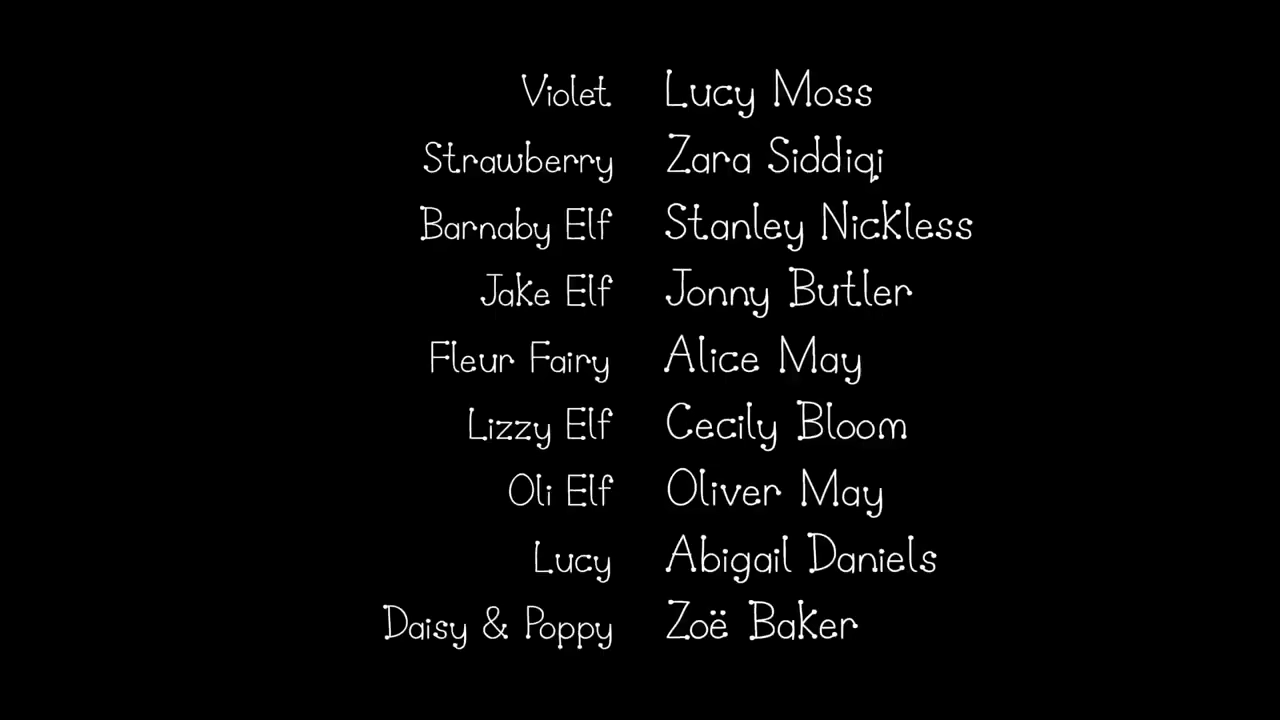 Violet Lucy Moss
Strawberry Zara Siddiqi
Barnaby Elf Stanley Nickless
Jake Elf Jonny Butler
Fleur Fairy Alice May
Lizzy Elf Cecily Bloom
Oli Elf Oliver May
Lucy Abigail Daniels
Daisy & Poppy Zoë Baker